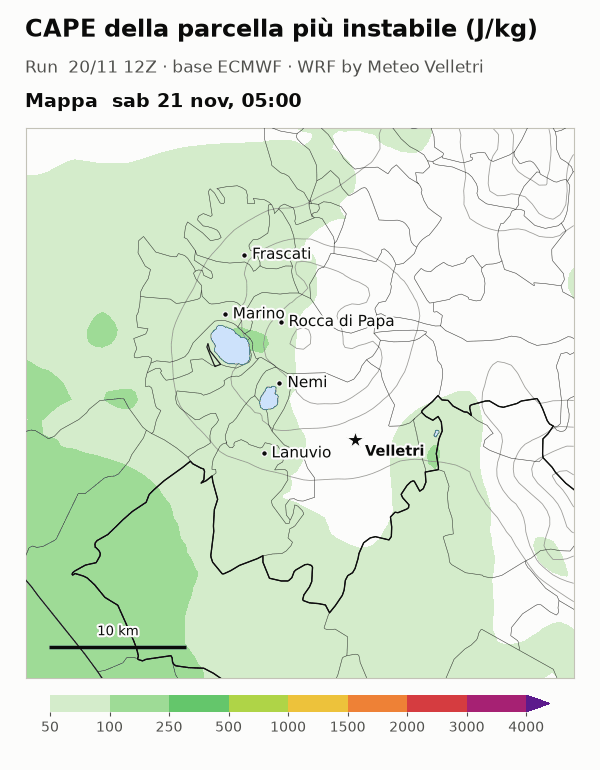 CAPE della parcella più instabile (J/kg)
Run  20/11 12Z · base ECMWF · WRF by Meteo Velletri
Mappa  sab 21 nov, 05:00
Frascati
Marino
Rocca di Papa
Nemi
Velletri
Lanuvio
10 km
50 100 250 500 1000 1500 2000 3000 4000